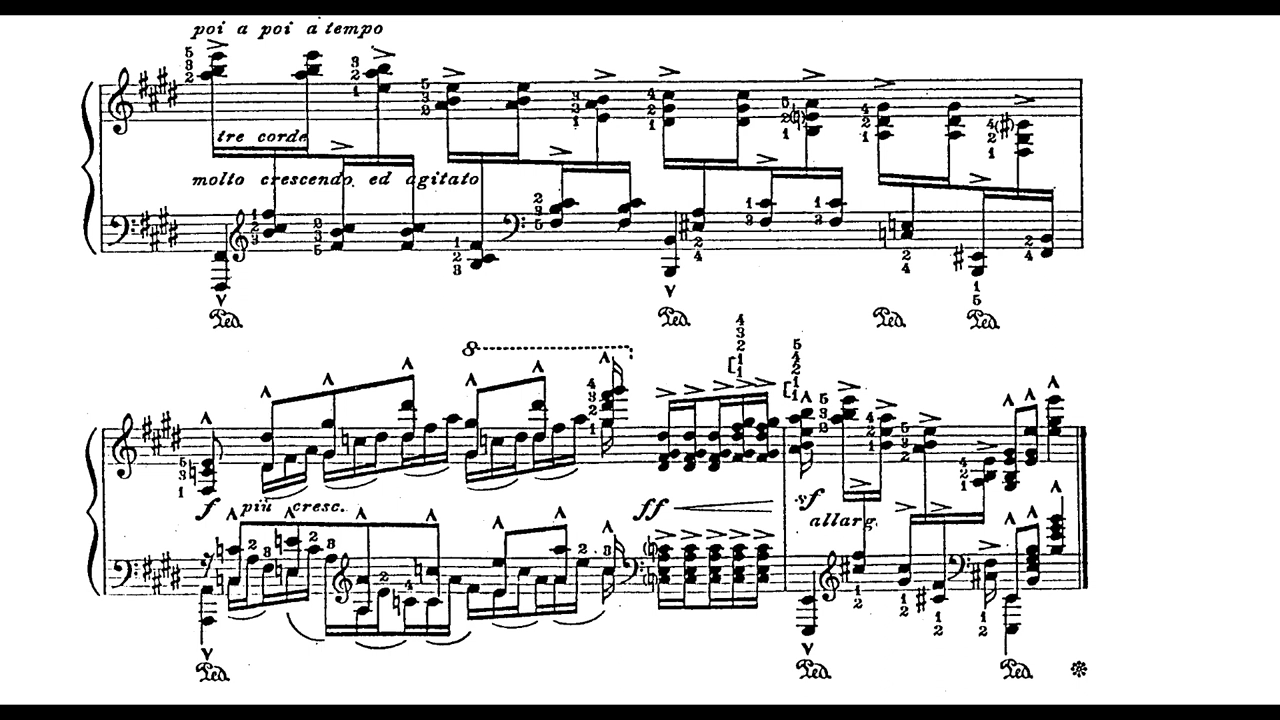 poi a poi a tempo
tre corde
molto crescendo ed agitato
Ped. Ped. Ped. Ped.
8
f più cresc.
ff
sf
allarg.
Ped. Ped. Ped.